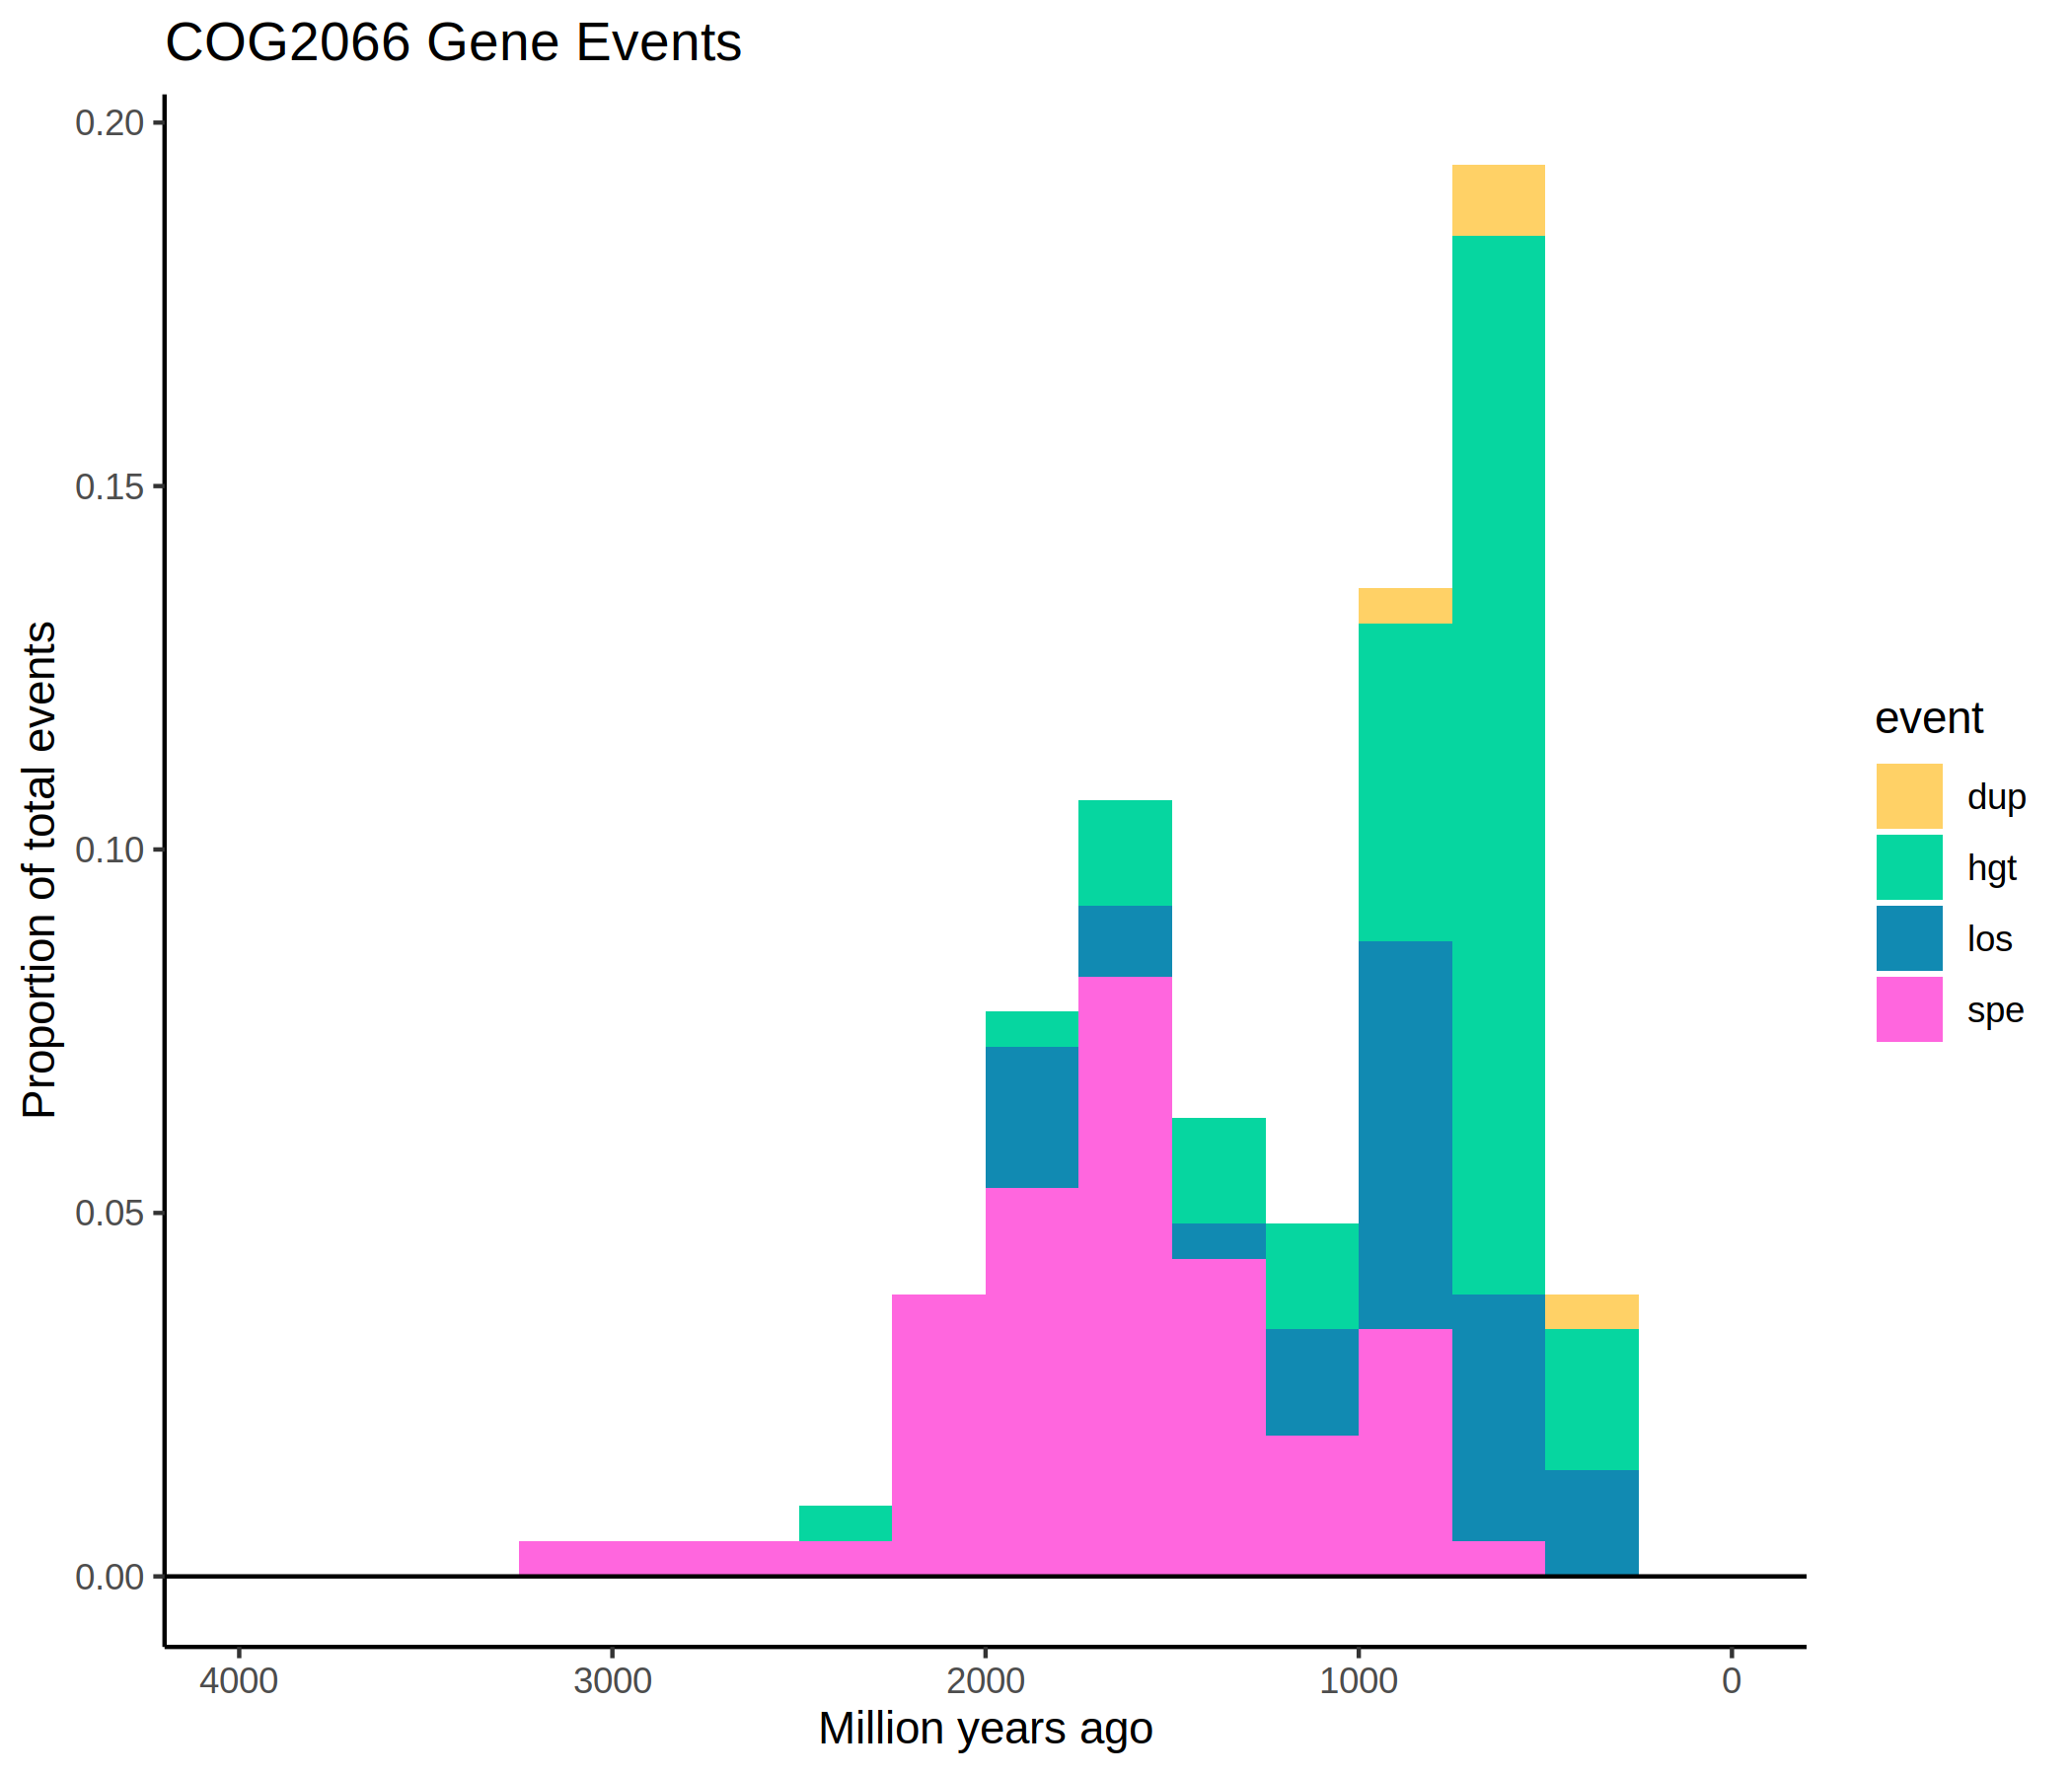 COG2066 Gene Events
0.20
0.15
0.10
0.05
0.00
Proportion of total events
4000 3000 2000 1000 0
Million years ago
event
dup
hgt
los
spe